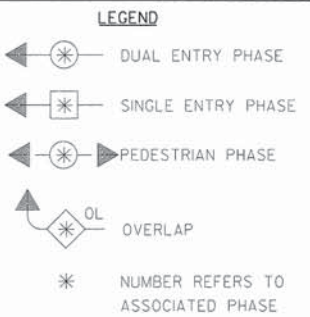 LEGEND
* DUAL ENTRY PHASE
* SINGLE ENTRY PHASE
* PEDESTRIAN PHASE
* OL
OVERLAP
* NUMBER REFERS TO
ASSOCIATED PHASE